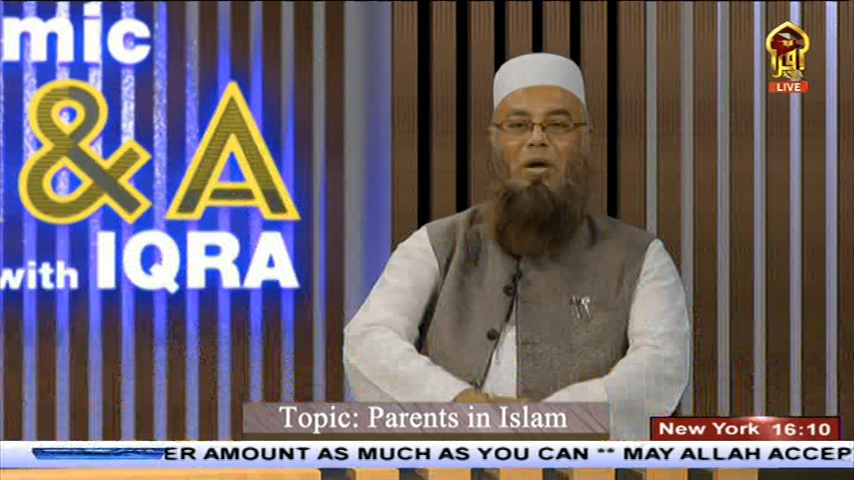 mic
& A
with IQRA
اقرأ
LIVE
Topic: Parents in Islam
New York 16:10
ER AMOUNT AS MUCH AS YOU CAN ** MAY ALLAH ACCEP